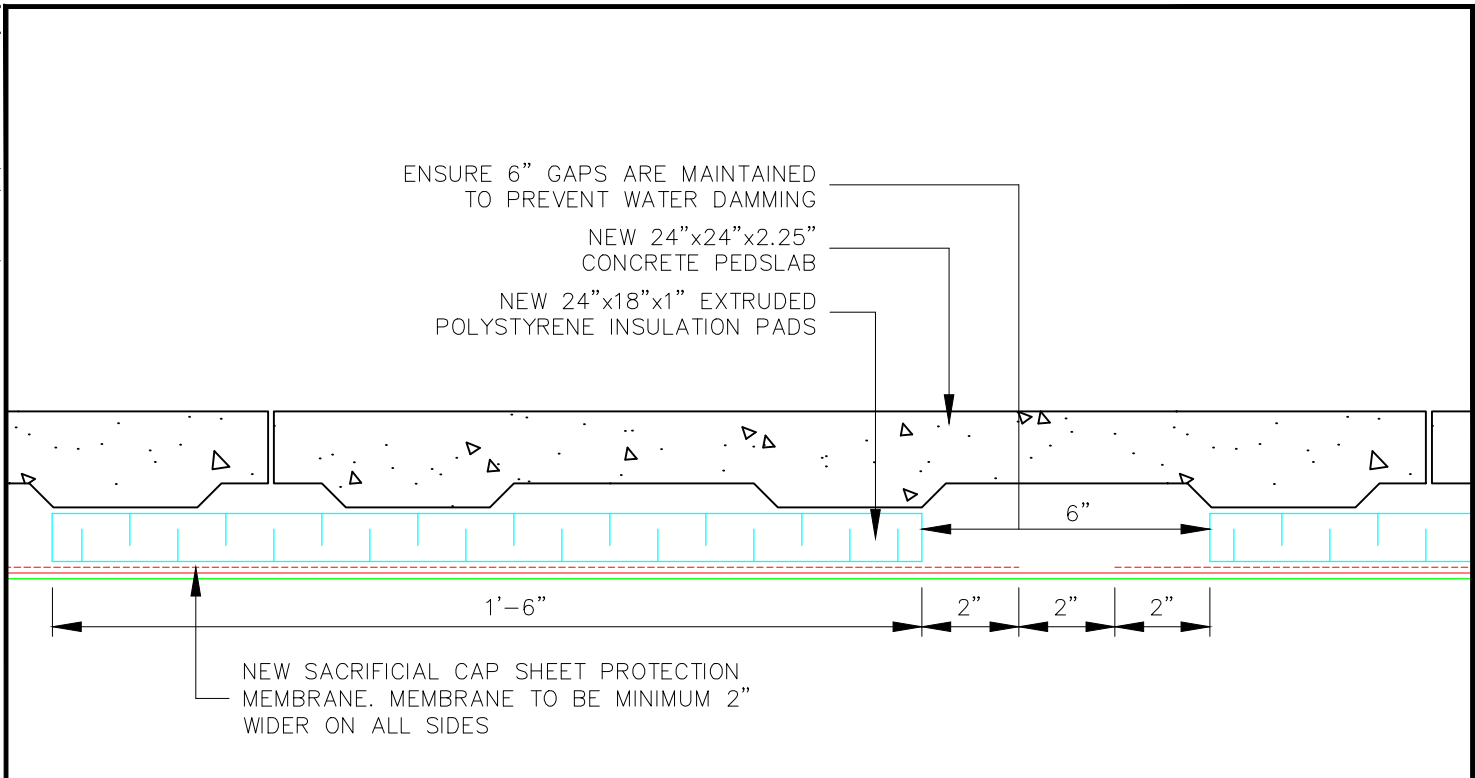 ENSURE 6” GAPS ARE MAINTAINED
TO PREVENT WATER DAMMING
NEW 24”x24”x2.25”
CONCRETE PEDSLAB
NEW 24”x18”x1” EXTRUDED
POLYSTYRENE INSULATION PADS
6”
1’–6”
2”
2”
2”
NEW SACRIFICIAL CAP SHEET PROTECTION
MEMBRANE. MEMBRANE TO BE MINIMUM 2”
WIDER ON ALL SIDES